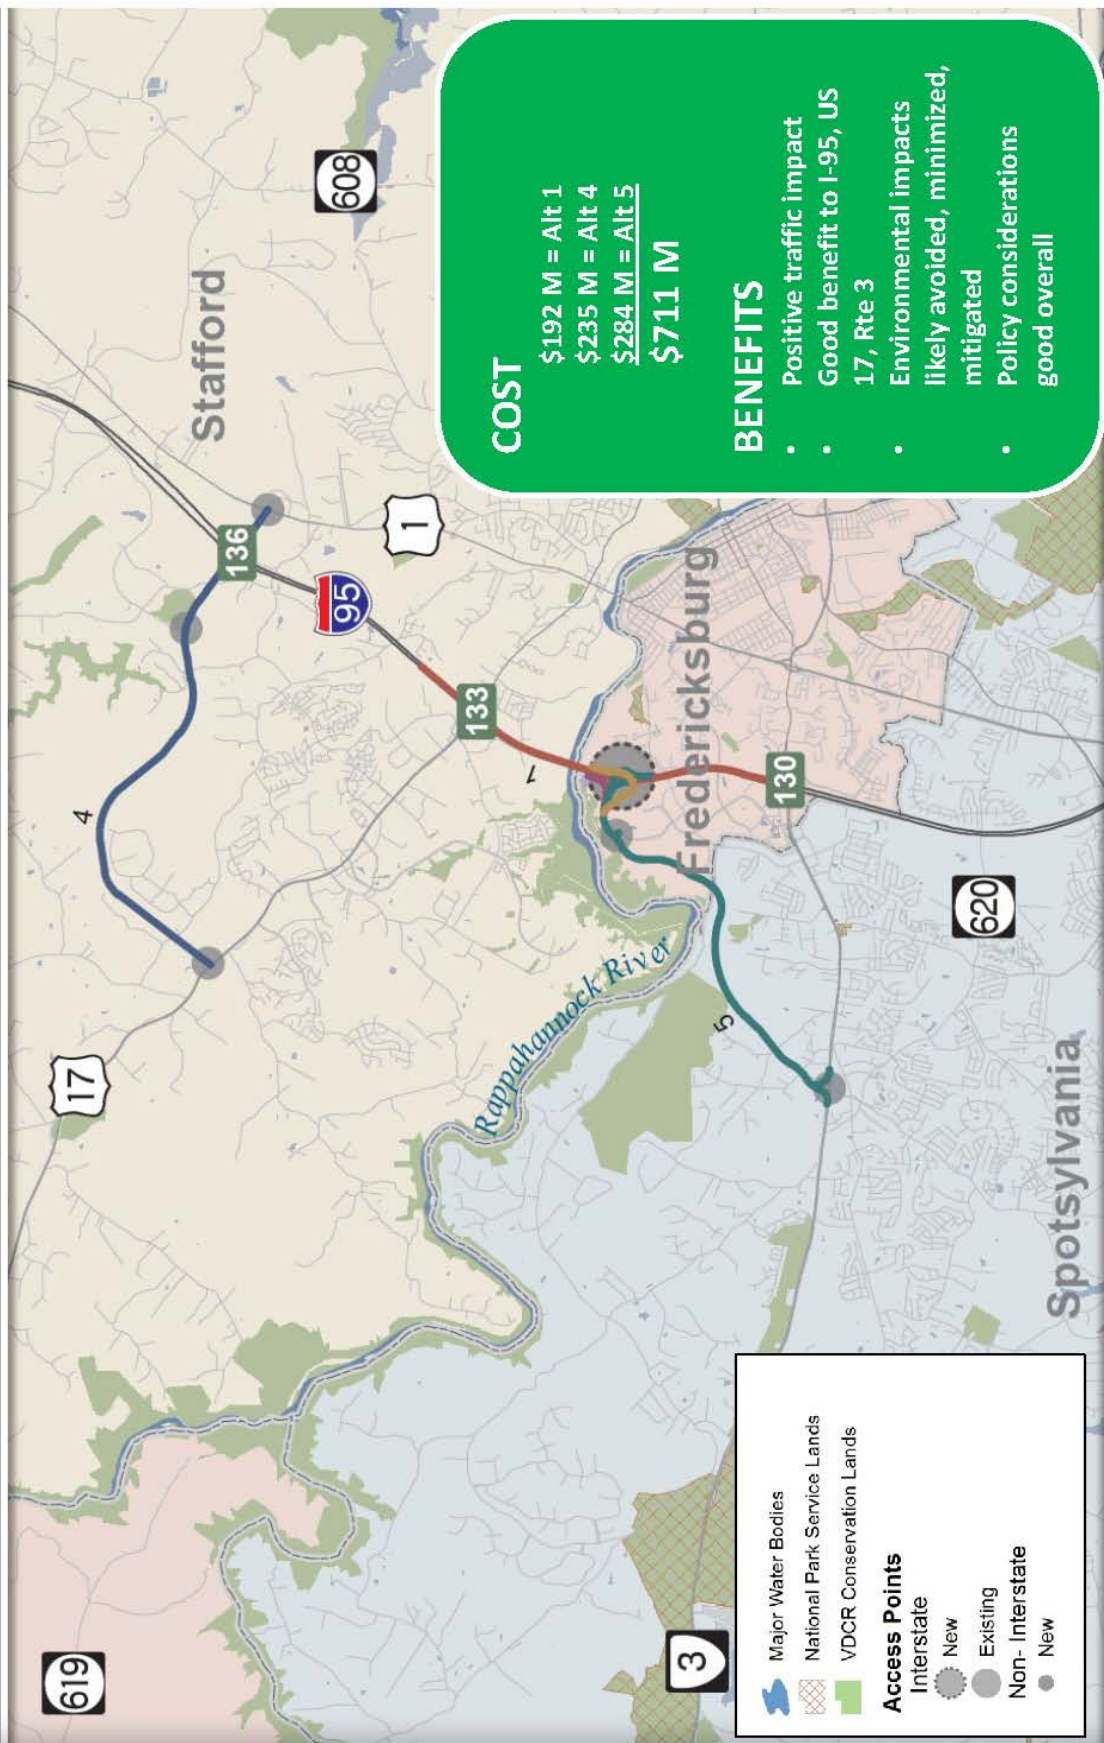 Stafford
608
136
95
1
17
4
133
1
Fredericksburg
130
5
620
Rappahannock River
Spotsylvania
619
3
COST
$192 M = Alt 1
$235 M = Alt 4
$284 M = Alt 5
$711 M
BENEFITS
• Positive traffic impact
• Good benefit to I-95, US
17, Rte 3
• Environmental impacts
likely avoided, minimized,
mitigated
• Policy considerations
good overall
Major Water Bodies
National Park Service Lands
VDCR Conservation Lands
Access Points
Interstate
New
Existing
Non- Interstate
New